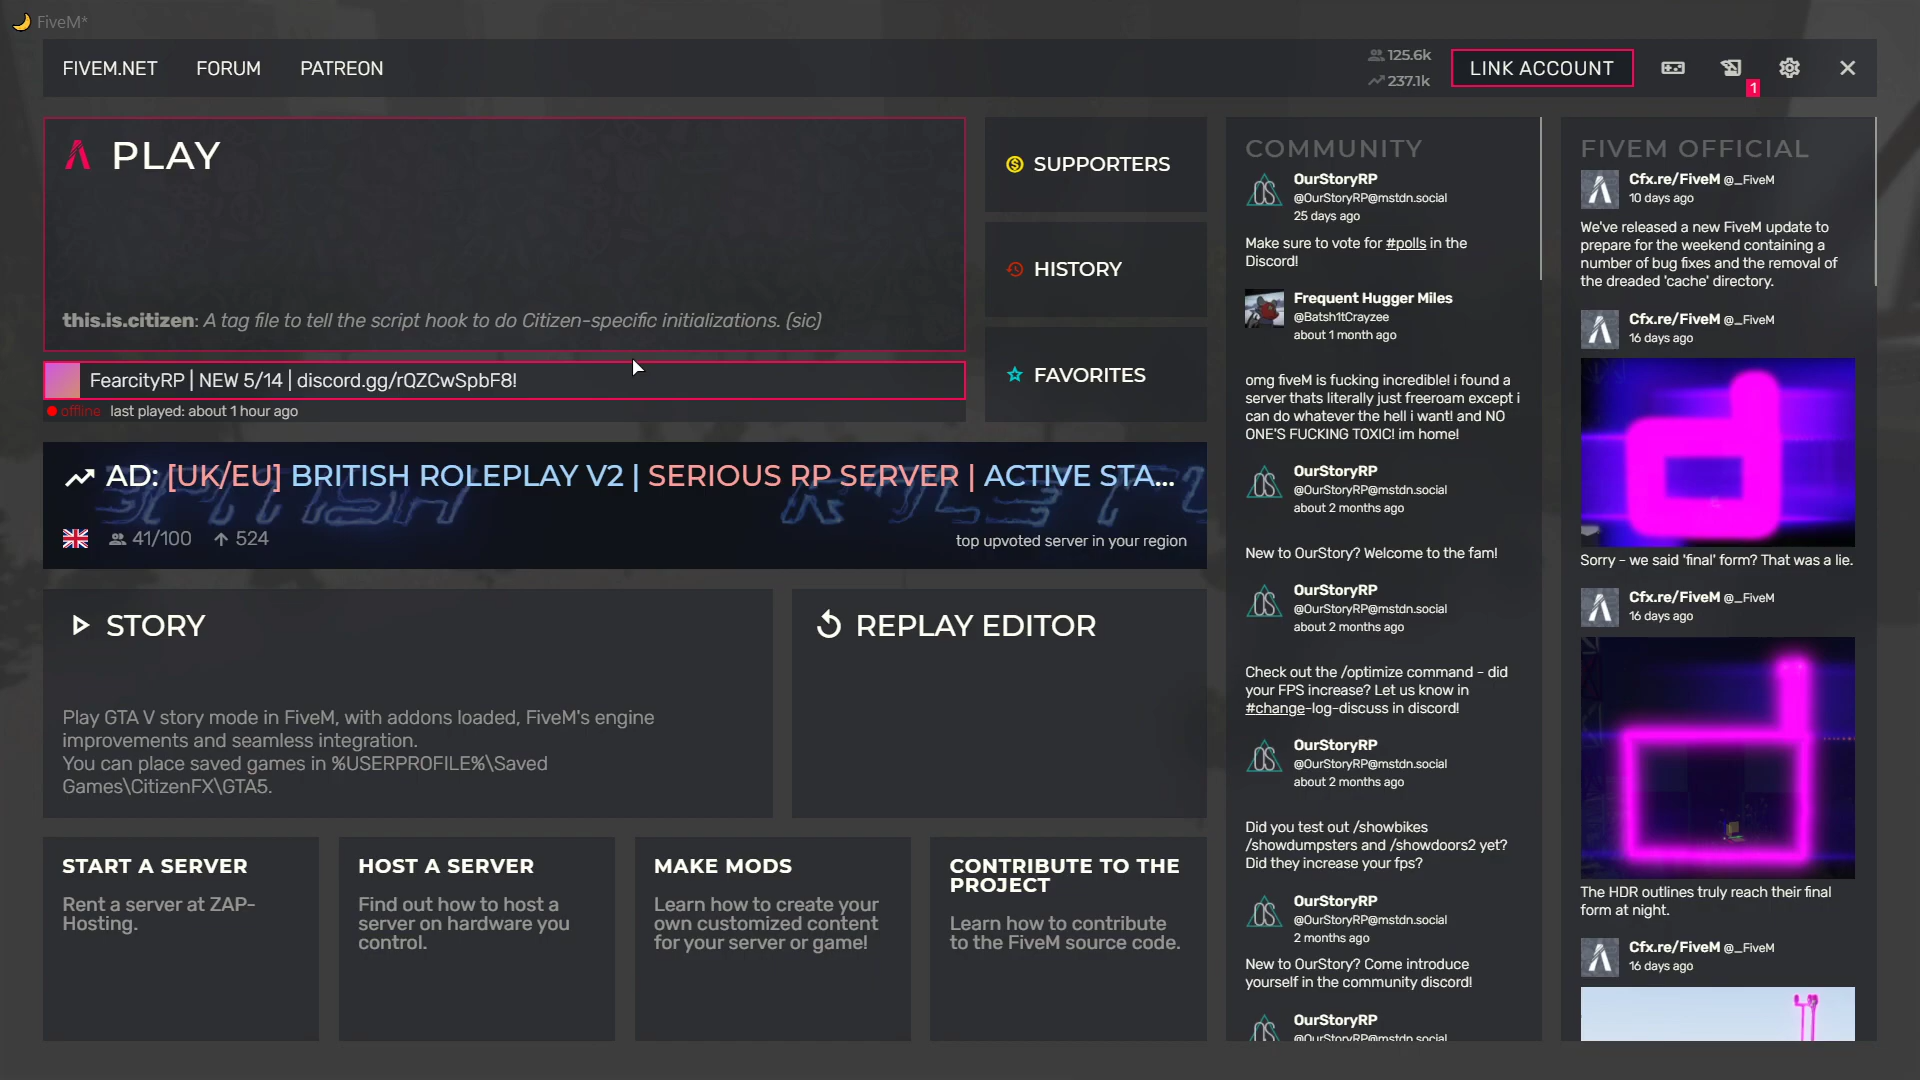 FiveM*
FIVEM.NET
FORUM
PATREON
125.6k
237.1k
LINK ACCOUNT
1
PLAY
this.is.citizen: A tag file to tell the script hook to do Citizen-specific initializations. (sic)
FearcityRP | NEW 5/14 | discord.gg/rQZCwSpbF8!
offline last played: about 1 hour ago
SUPPORTERS
HISTORY
FAVORITES
AD: [UK/EU] BRITISH ROLEPLAY V2 | SERIOUS RP SERVER | ACTIVE STA...
41/100 524
top upvoted server in your region
STORY
Play GTA V story mode in FiveM, with addons loaded, FiveM's engine
improvements and seamless integration.
You can place saved games in %USERPROFILE%\Saved
Games\CitizenFX\GTA5.
REPLAY EDITOR
START A SERVER
Rent a server at ZAP-
Hosting.
HOST A SERVER
Find out how to host a
server on hardware you
control.
MAKE MODS
Learn how to create your
own customized content
for your server or game!
CONTRIBUTE TO THE
PROJECT
Learn how to contribute
to the FiveM source code.
COMMUNITY
OurStoryRP
@OurStoryRP@mstdn.social
25 days ago
Make sure to vote for #polls in the
Discord!
Frequent Hugger Miles
@Batsh1tCrayzee
about 1 month ago
omg fiveM is fucking incredible! i found a
server thats literally just freeroam except i
can do whatever the hell i want! and NO
ONE'S FUCKING TOXIC! im home!
OurStoryRP
@OurStoryRP@mstdn.social
about 2 months ago
New to OurStory? Welcome to the fam!
OurStoryRP
@OurStoryRP@mstdn.social
about 2 months ago
Check out the /optimize command - did
your FPS increase? Let us know in
#change-log-discuss in discord!
OurStoryRP
@OurStoryRP@mstdn.social
about 2 months ago
Did you test out /showbikes
/showdumpsters and /showdoors2 yet?
Did they increase your fps?
OurStoryRP
@OurStoryRP@mstdn.social
2 months ago
New to OurStory? Come introduce
yourself in the community discord!
OurStoryRP
@OurStoryRP@mstdn.social
FIVEM OFFICIAL
Cfx.re/FiveM @_FiveM
10 days ago
We've released a new FiveM update to
prepare for the weekend containing a
number of bug fixes and the removal of
the dreaded 'cache' directory.
Cfx.re/FiveM @_FiveM
16 days ago
Sorry - we said 'final' form? That was a lie.
Cfx.re/FiveM @_FiveM
16 days ago
The HDR outlines truly reach their final
form at night.
Cfx.re/FiveM @_FiveM
16 days ago